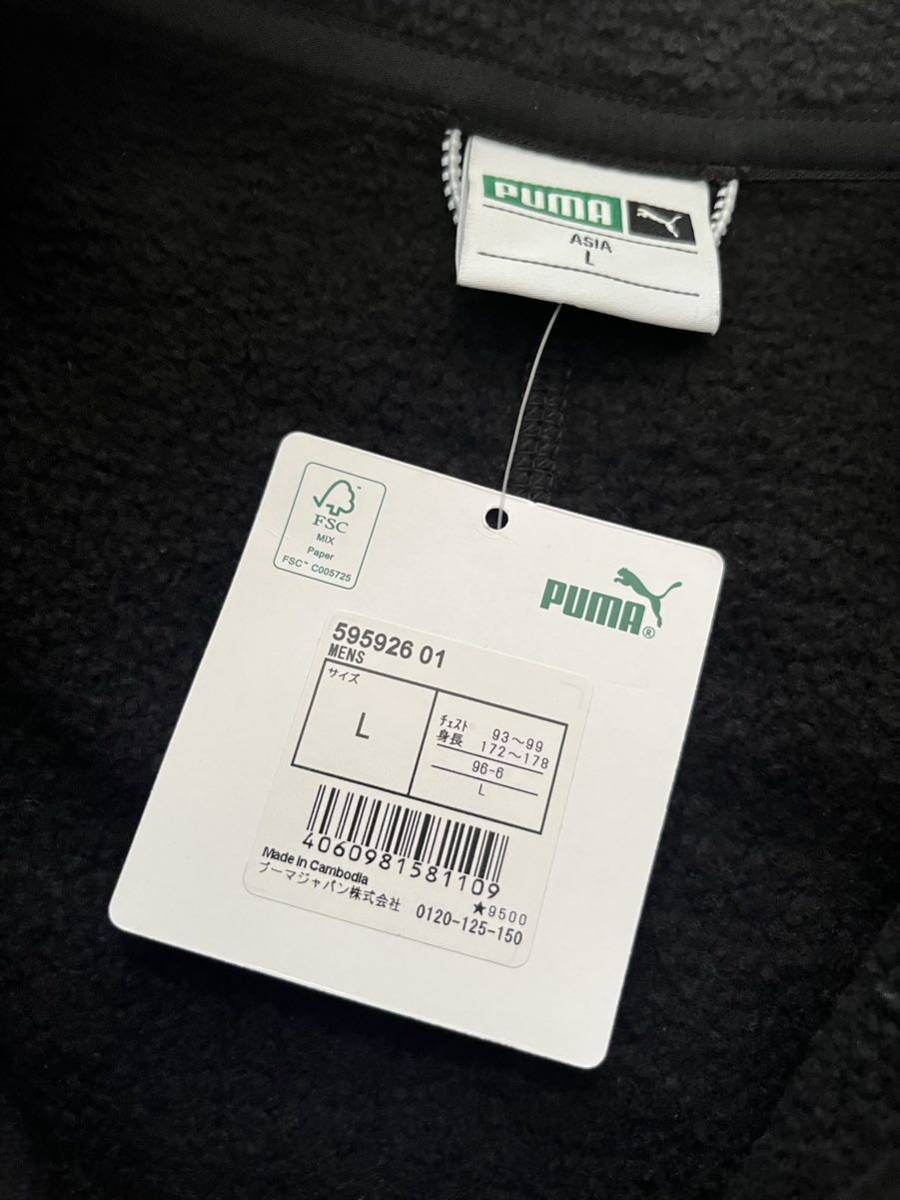 PUMA
ASIA
L
FSC™
MIX
Paper
FSC™ C005725
PUMA®
595926 01
MENS
サイズ
L
チェスト 93～99
身長 172～178
96-6
L
4060981581109
Made in Cambodia
★9500
プーマジャパン株式会社 0120-125-150